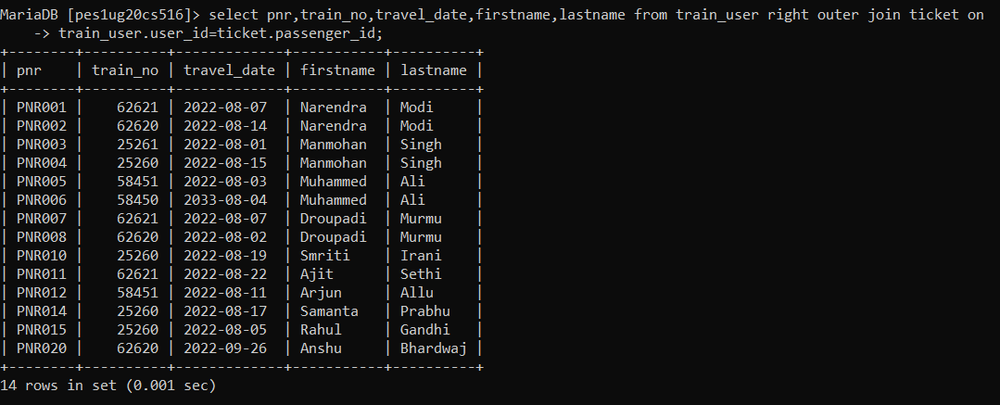 MariaDB [pes1ug20cs516]> select pnr,train_no,travel_date,firstname,lastname from train_user right outer join ticket on
    -> train_user.user_id=ticket.passenger_id;
+--------+----------+-------------+-----------+----------+
| pnr    | train_no | travel_date | firstname | lastname |
+--------+----------+-------------+-----------+----------+
| PNR001 |    62621 | 2022-08-07  | Narendra  | Modi     |
| PNR002 |    62620 | 2022-08-14  | Narendra  | Modi     |
| PNR003 |    25261 | 2022-08-01  | Manmohan  | Singh    |
| PNR004 |    25260 | 2022-08-15  | Manmohan  | Singh    |
| PNR005 |    58451 | 2022-08-03  | Muhammed  | Ali      |
| PNR006 |    58450 | 2033-08-04  | Muhammed  | Ali      |
| PNR007 |    62621 | 2022-08-07  | Droupadi  | Murmu    |
| PNR008 |    62620 | 2022-08-02  | Droupadi  | Murmu    |
| PNR010 |    25260 | 2022-08-19  | Smriti    | Irani    |
| PNR011 |    62621 | 2022-08-22  | Ajit      | Sethi    |
| PNR012 |    58451 | 2022-08-11  | Arjun     | Allu     |
| PNR014 |    25260 | 2022-08-17  | Samanta   | Prabhu   |
| PNR015 |    25260 | 2022-08-05  | Rahul     | Gandhi   |
| PNR020 |    62620 | 2022-09-26  | Anshu     | Bhardwaj |
+--------+----------+-------------+-----------+----------+
14 rows in set (0.001 sec)